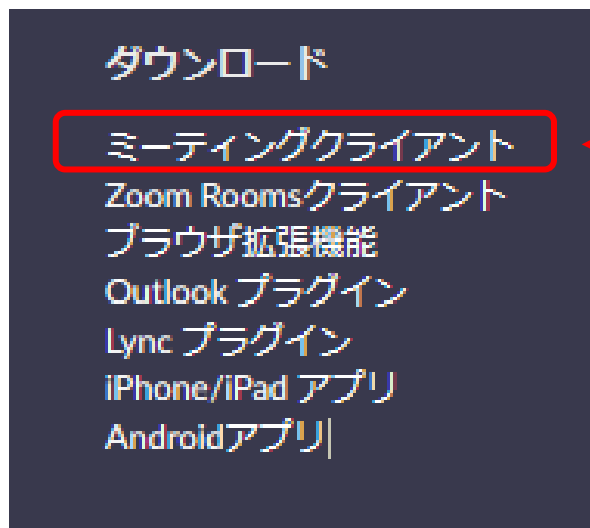 ダウンロード
ミーティングクライアント
Zoom Roomsクライアント
ブラウザ拡張機能
Outlook プラグイン
Lync プラグイン
iPhone/iPad アプリ
Androidアプリ